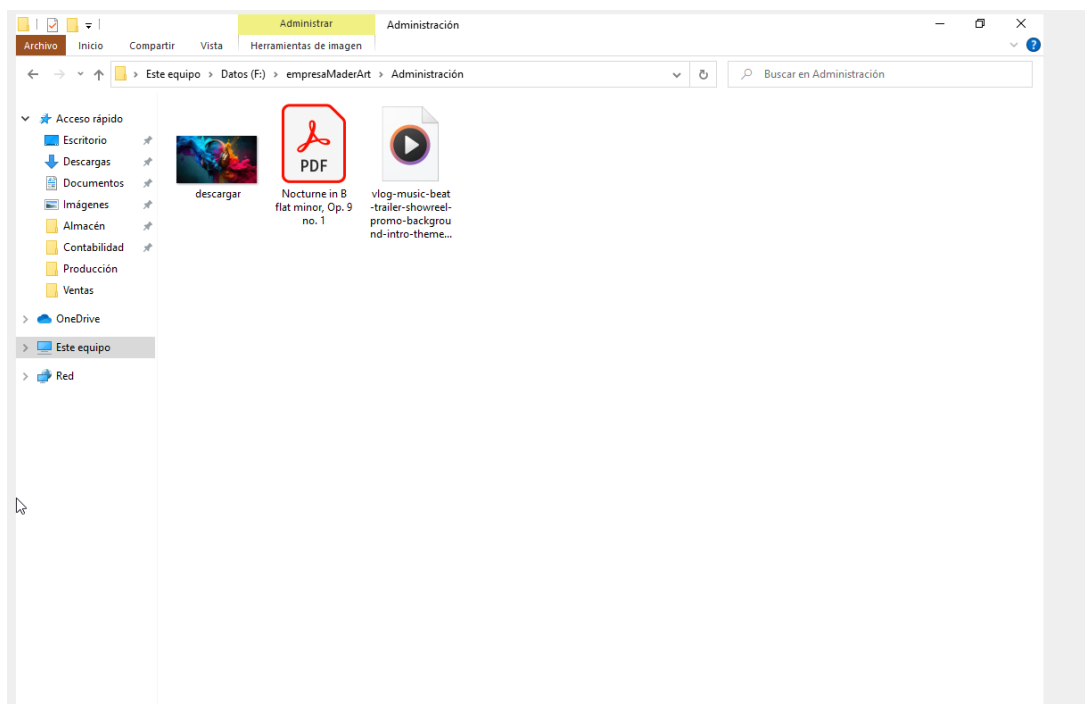 Administrar
Administración
Archivo Inicio Compartir Vista Herramientas de imagen
Este equipo > Datos (F:) > empresaMaderArt > Administración
Buscar en Administración
Acceso rápido
Escritorio
Descargas
Documentos
Imágenes
Almacén
Contabilidad
Producción
Ventas
OneDrive
Este equipo
Red
descargar
PDF
Nocturne in B
flat minor, Op. 9
no. 1
vlog-music-beat
-trailer-showreel-
promo-backgrou
nd-intro-theme...